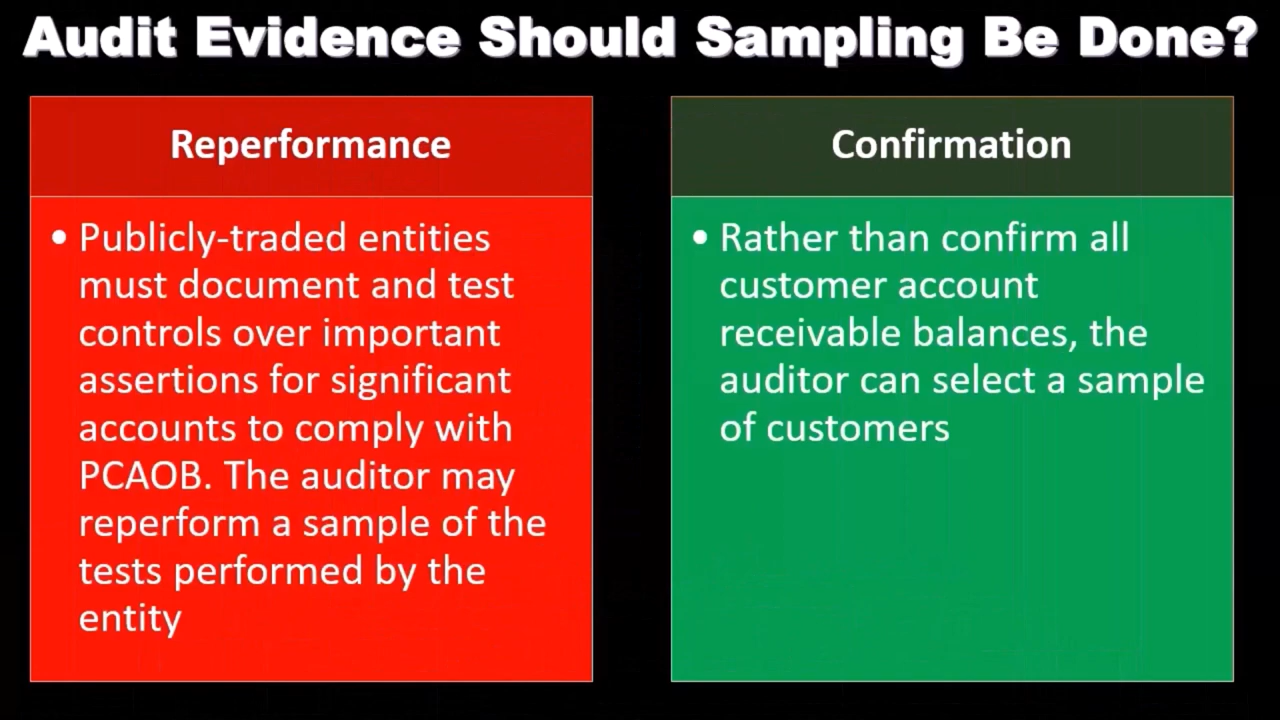 Audit Evidence Should Sampling Be Done?
Reperformance
• Publicly-traded entities
must document and test
controls over important
assertions for significant
accounts to comply with
PCAOB. The auditor may
reperform a sample of the
tests performed by the
entity
Confirmation
• Rather than confirm all
customer account
receivable balances, the
auditor can select a sample
of customers